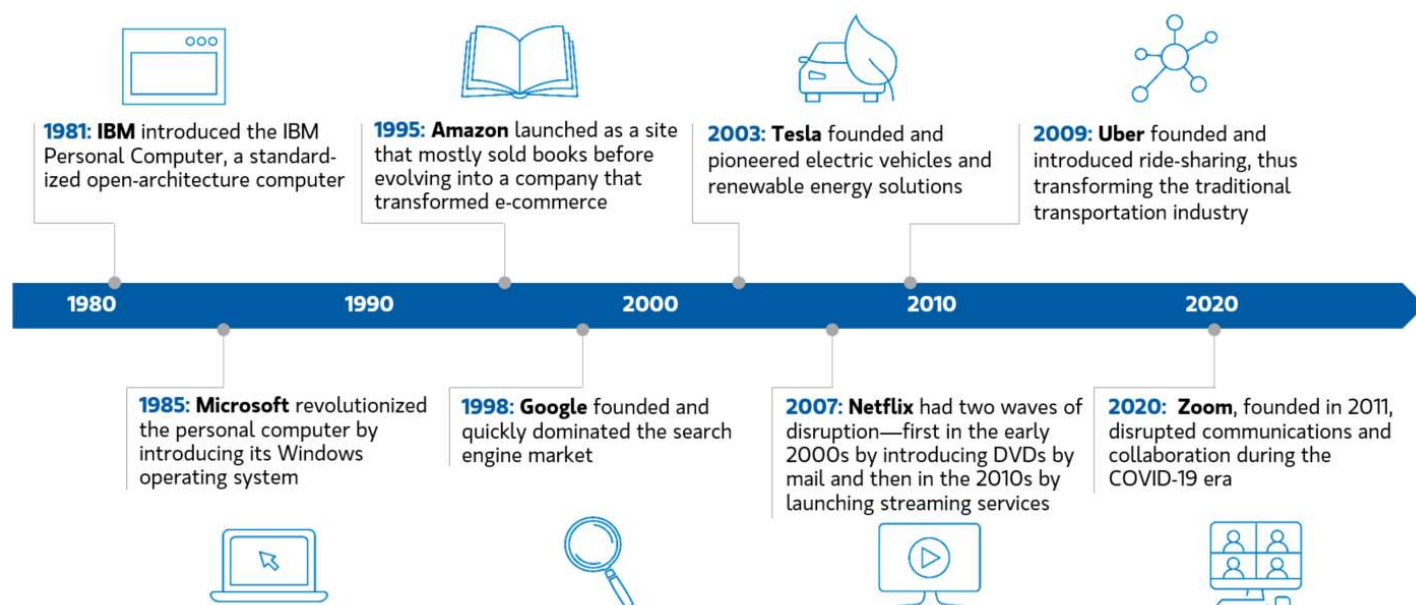 1981: IBM introduced the IBM
Personal Computer, a standard-
ized open-architecture computer
1995: Amazon launched as a site
that mostly sold books before
evolving into a company that
transformed e-commerce
2003: Tesla founded and
pioneered electric vehicles and
renewable energy solutions
2009: Uber founded and
introduced ride-sharing, thus
transforming the traditional
transportation industry
1980 1990 2000 2010 2020
1985: Microsoft revolutionized
the personal computer by
introducing its Windows
operating system
1998: Google founded and
quickly dominated the search
engine market
2007: Netflix had two waves of
disruption—first in the early
2000s by introducing DVDs by
mail and then in the 2010s by
launching streaming services
2020: Zoom, founded in 2011,
disrupted communications and
collaboration during the
COVID-19 era